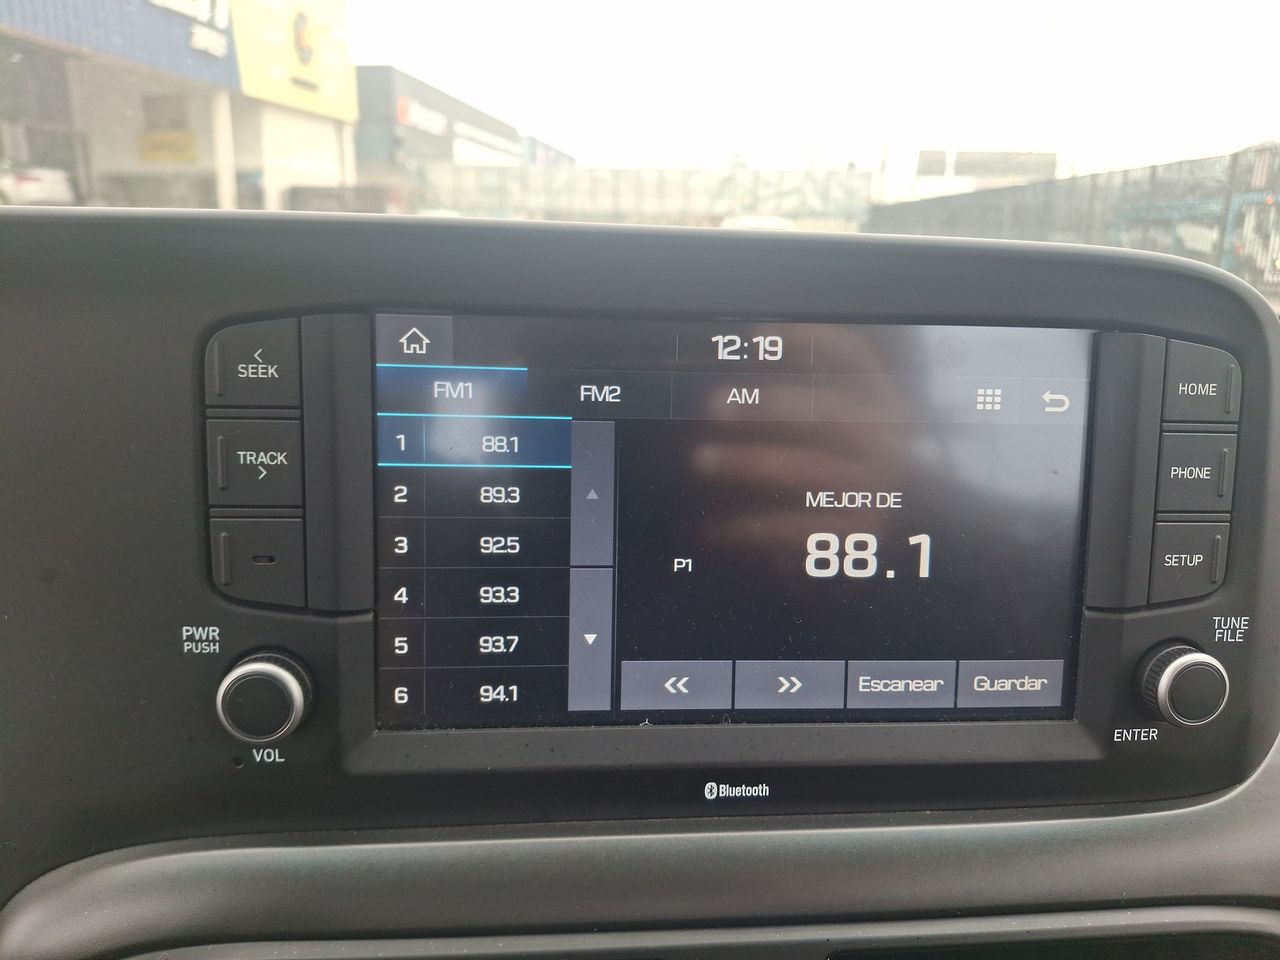 SEEK
TRACK
PWR
PUSH
VOL
12:19
FM1 FM2 AM
1 88.1
2 89.3
3 92.5
4 93.3
5 93.7
6 94.1
MEJOR DE
P1 88.1
Escanear Guardar
HOME
PHONE
SETUP
TUNE
FILE
ENTER
Bluetooth